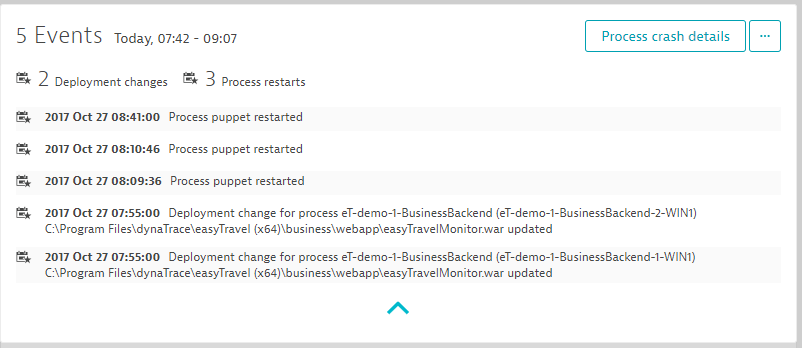 5 Events Today, 07:42 - 09:07 Process crash details ...
2 Deployment changes 3 Process restarts
2017 Oct 27 08:41:00 Process puppet restarted
2017 Oct 27 08:10:46 Process puppet restarted
2017 Oct 27 08:09:36 Process puppet restarted
2017 Oct 27 07:55:00 Deployment change for process eT-demo-1-BusinessBackend (eT-demo-1-BusinessBackend-2-WIN1)
C:\Program Files\dynaTrace\easyTravel (x64)\business\webapp\easyTravelMonitor.war updated
2017 Oct 27 07:55:00 Deployment change for process eT-demo-1-BusinessBackend (eT-demo-1-BusinessBackend-1-WIN1)
C:\Program Files\dynaTrace\easyTravel (x64)\business\webapp\easyTravelMonitor.war updated